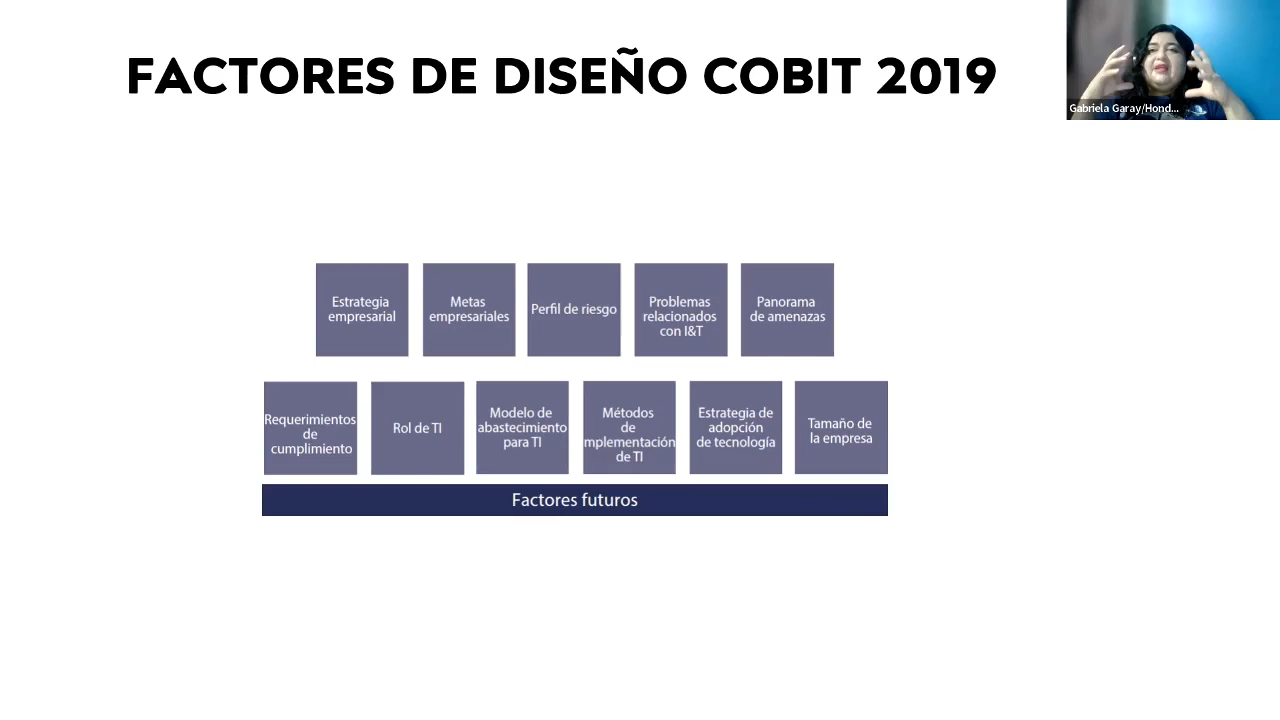 FACTORES DE DISEÑO COBIT 2019
Gabriela Garay/Hond...
Estrategia
empresarial
Metas
empresariales
Perfil de riesgo
Problemas
relacionados
con I&T
Panorama
de amenazas
Requerimientos
de
cumplimiento
Rol de TI
Modelo de
abastecimiento
para TI
Métodos
de
mplementación
de TI
Estrategia de
adopción
de tecnología
Tamaño de
la empresa
Factores futuros